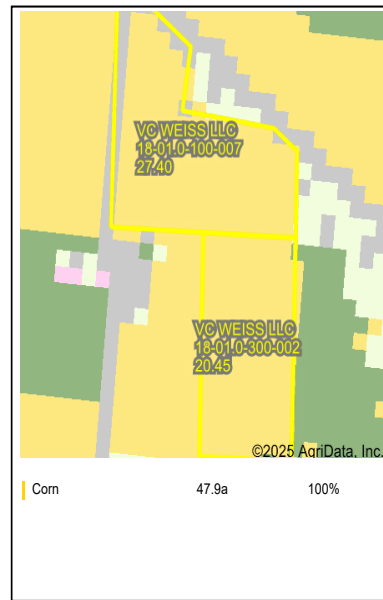 VC WEISS LLC
18-01.0-100-007
27.40
VC WEISS LLC
18-01.0-300-002
20.45
©2025 AgriData, Inc.
Corn 47.9a 100%